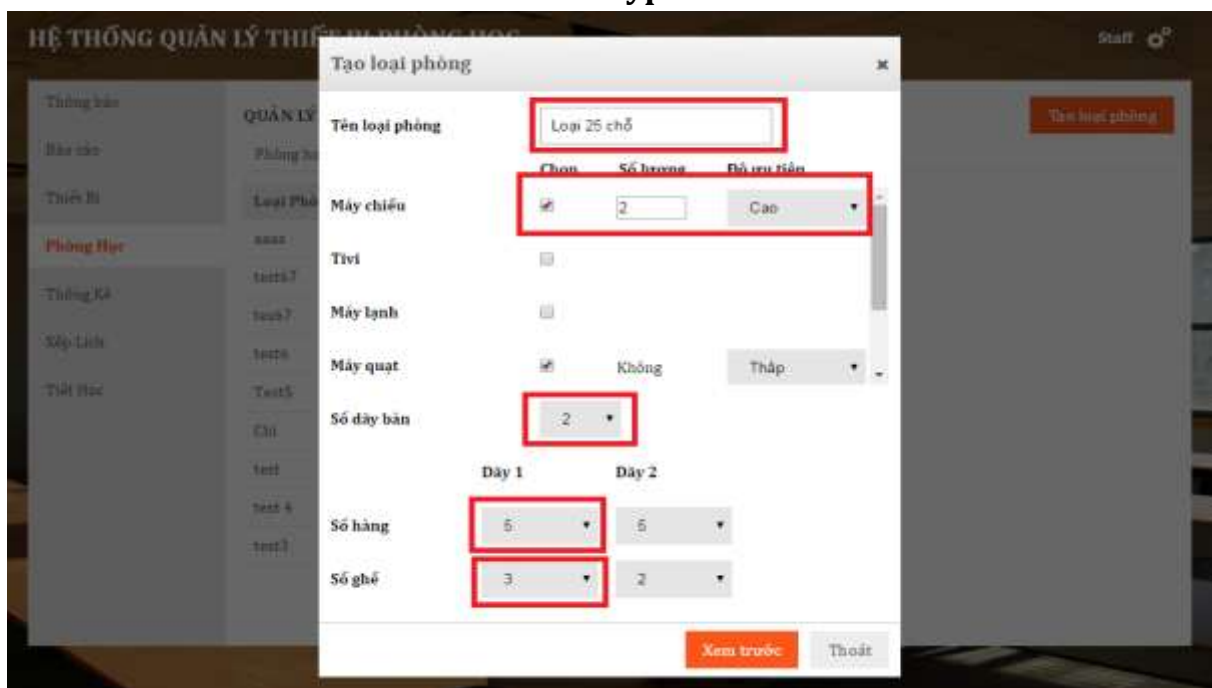 HỆ THỐNG QUẢN LÝ THIẾT BỊ PHÒNG HỌC
Staff
Tạo loại phòng
Thông báo
QUẢN LÝ
Tên loại phòng
Loại 25 chỗ
Tạo loại phòng
Báo cáo
Chọn Số lượng Độ ưu tiên
Thiết Bị
Máy chiếu 2 Cao
Phòng Học
aaaa
Tivi
test67
Thống Kê
Máy lạnh
Xếp Lịch
test6
Máy quạt Không Thấp
Tiết Học
Test5
Số dãy bàn 2
test
Dãy 1 Dãy 2
test 4
Số hàng 5 5
test3
Số ghế 3 2
Xem trước Thoát